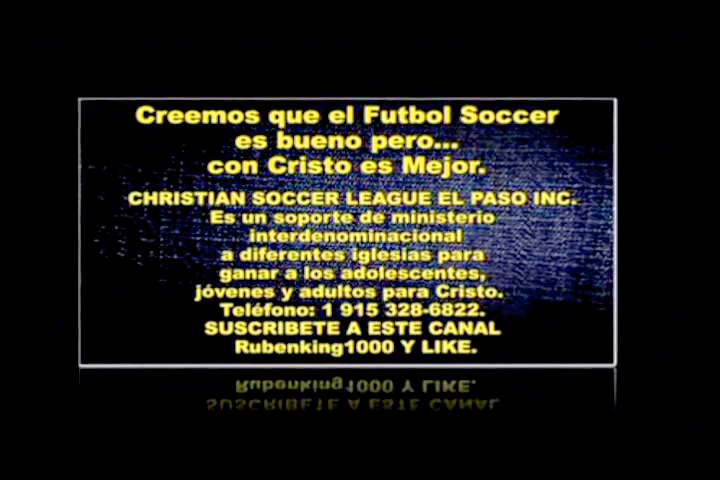 Creemos que el Futbol Soccer
es bueno pero...
con Cristo es Mejor.
CHRISTIAN SOCCER LEAGUE EL PASO INC.
Es un soporte de ministerio
interdenominacional
a diferentes iglesias para
ganar a los adolescentes,
jóvenes y adultos para Cristo.
Teléfono: 1 915 328-6822.
SUSCRIBETE A ESTE CANAL
Rubenking1000 Y LIKE.